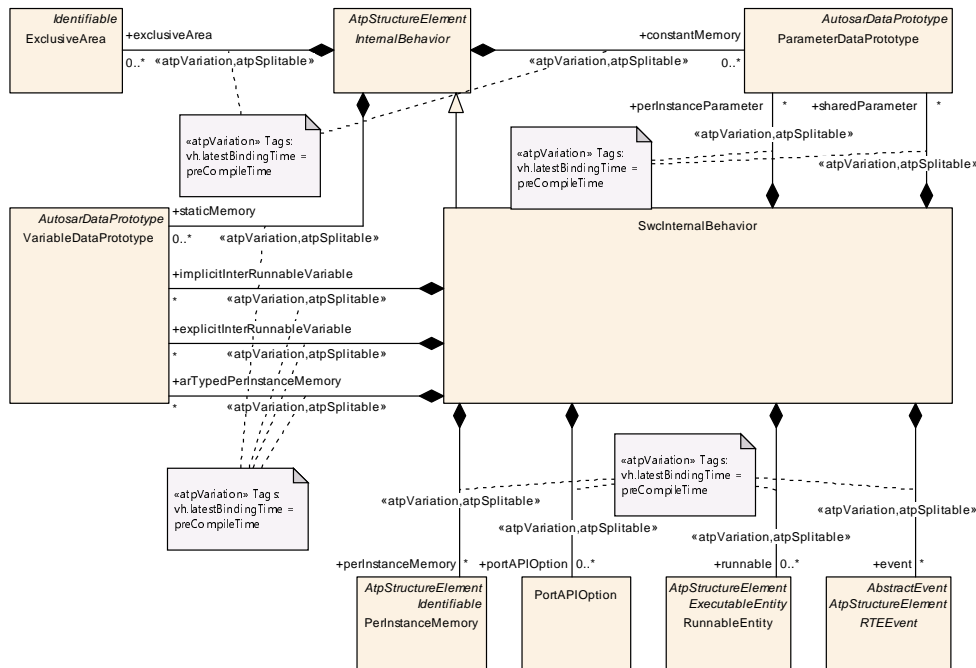 Identifiable
ExclusiveArea
+exclusiveArea
0..*
«atpVariation,atpSplitable»
AtpStructureElement
InternalBehavior
+constantMemory
«atpVariation,atpSplitable»
0..*
AutosarDataPrototype
ParameterDataPrototype
+perInstanceParameter
*
+sharedParameter
*
«atpVariation,atpSplitable»
«atpVariation,atpSplitable»
«atpVariation» Tags:
vh.latestBindingTime =
preCompileTime
«atpVariation» Tags:
vh.latestBindingTime =
preCompileTime
AutosarDataPrototype
VariableDataPrototype
+staticMemory
0..*
«atpVariation,atpSplitable»
SwcInternalBehavior
+implicitInterRunnableVariable
*
«atpVariation,atpSplitable»
+explicitInterRunnableVariable
*
«atpVariation,atpSplitable»
+arTypedPerInstanceMemory
*
«atpVariation,atpSplitable»
«atpVariation» Tags:
vh.latestBindingTime =
preCompileTime
«atpVariation» Tags:
vh.latestBindingTime =
preCompileTime
«atpVariation,atpSplitable»
«atpVariation,atpSplitable»
«atpVariation,atpSplitable»
«atpVariation,atpSplitable»
+perInstanceMemory
*
+portAPIOption
0..*
+runnable
0..*
+event
*
AtpStructureElement
Identifiable
PerInstanceMemory
PortAPIOption
AtpStructureElement
ExecutableEntity
RunnableEntity
AbstractEvent
AtpStructureElement
RTEEvent